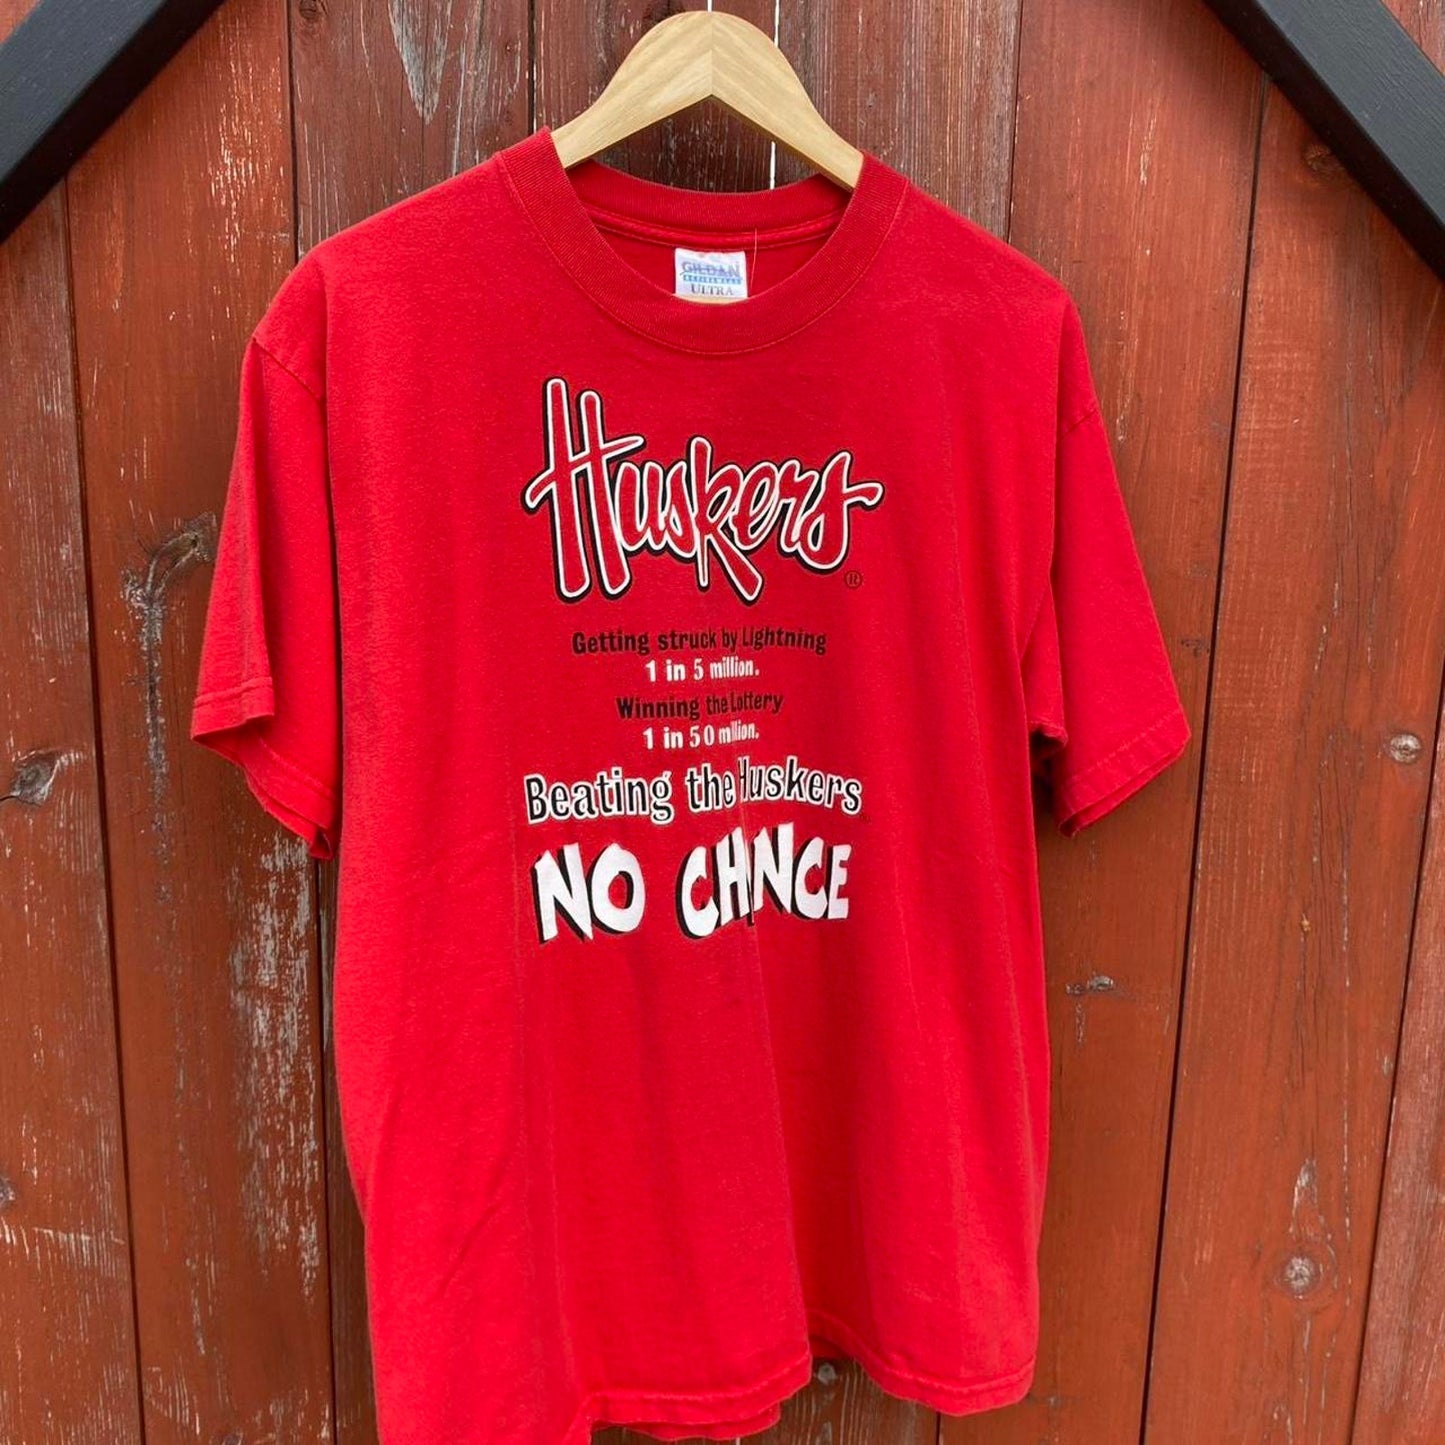 GILDAN
ACTIVEWEAR
ULTRA
Huskers
®
Getting struck by Lightning
1 in 5 million.
Winning the Lottery
1 in 50 million.
Beating the Huskers
NO CHANCE